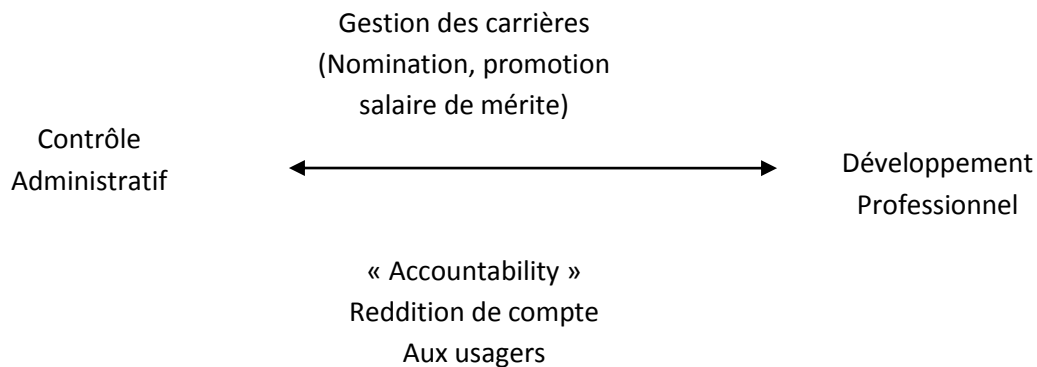 Gestion des carrières
(Nomination, promotion
salaire de mérite)
Contrôle
Administratif
Développement
Professionnel
« Accountability »
Reddition de compte
Aux usagers